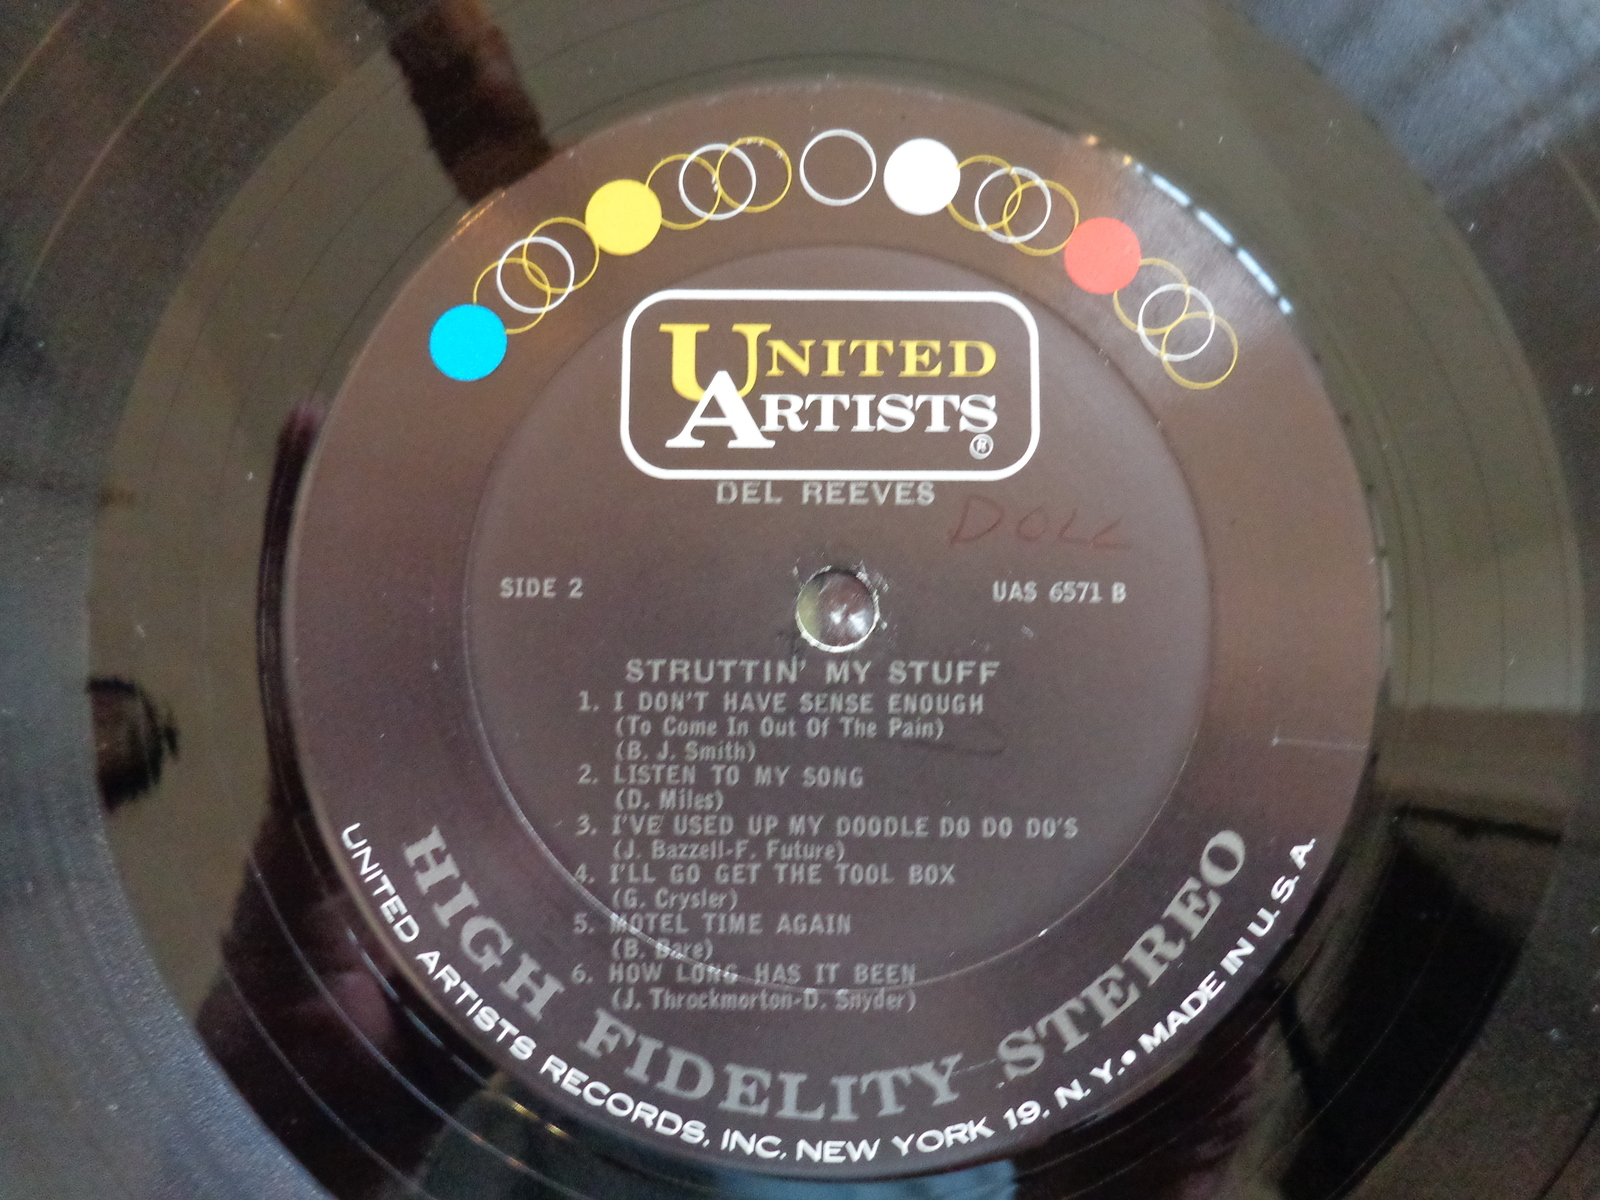 UNITED
ARTISTS
®
DEL REEVES
DOLL
SIDE 2
UAS 6571 B
STRUTTIN' MY STUFF
1. I DON'T HAVE SENSE ENOUGH
(To Come In Out Of The Pain)
(B. J. Smith)
2. LISTEN TO MY SONG
(D. Miles)
3. I'VE USED UP MY DOODLE DO DO DO'S
(J. Bazzell-F. Future)
4. I'LL GO GET THE TOOL BOX
(G. Crysler)
5. MOTEL TIME AGAIN
(B. Bare)
6. HOW LONG HAS IT BEEN
(J. Throckmorton-D. Snyder)
HIGH FIDELITY STEREO
UNITED ARTISTS RECORDS, INC. NEW YORK 19, N. Y. • MADE IN U. S. A.